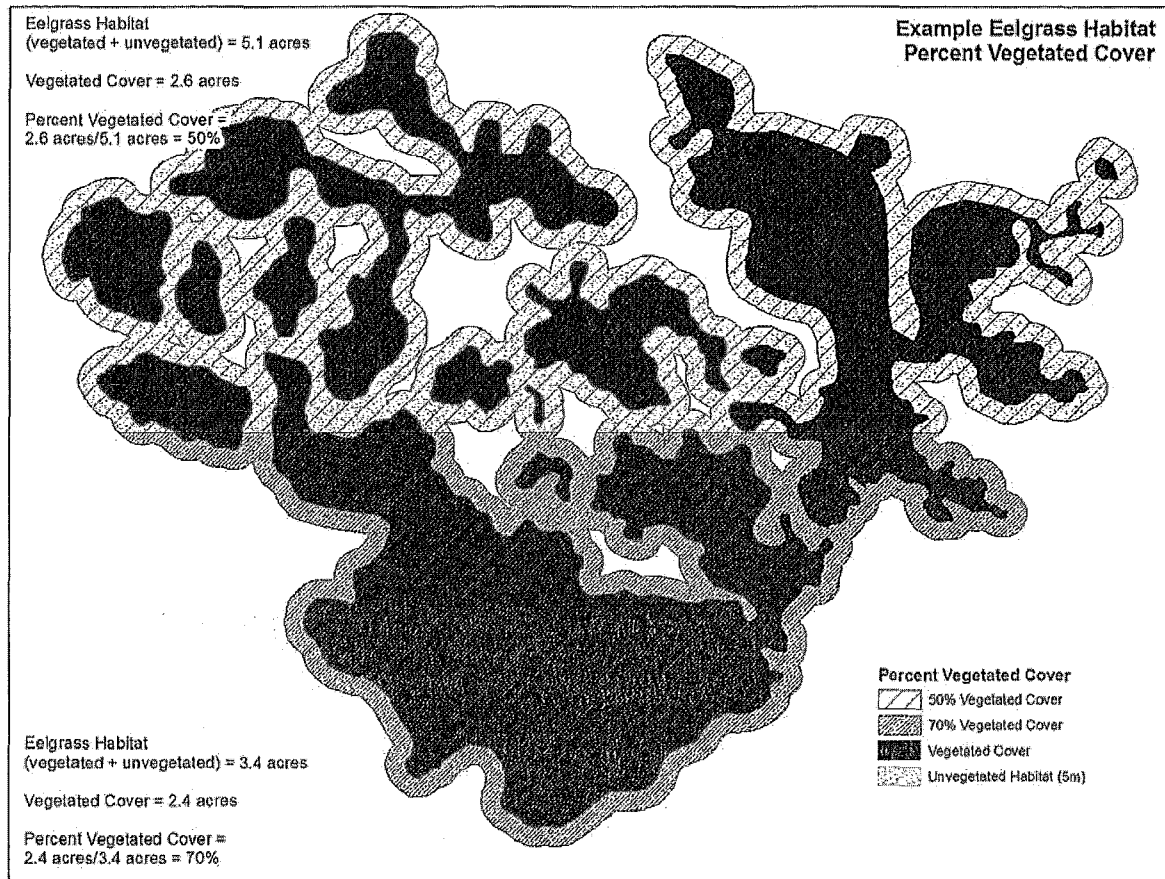 Eelgrass Habitat
(vegetated + unvegetated) = 5.1 acres
Vegetated Cover = 2.6 acres
Percent Vegetated Cover =
2.6 acres/5.1 acres = 50%
Example Eelgrass Habitat
Percent Vegetated Cover
Percent Vegetated Cover
50% Vegetated Cover
70% Vegetated Cover
Vegetated Cover
Unvegetated Habitat (5m)
Eelgrass Habitat
(vegetated + unvegetated) = 3.4 acres
Vegetated Cover = 2.4 acres
Percent Vegetated Cover =
2.4 acres/3.4 acres = 70%